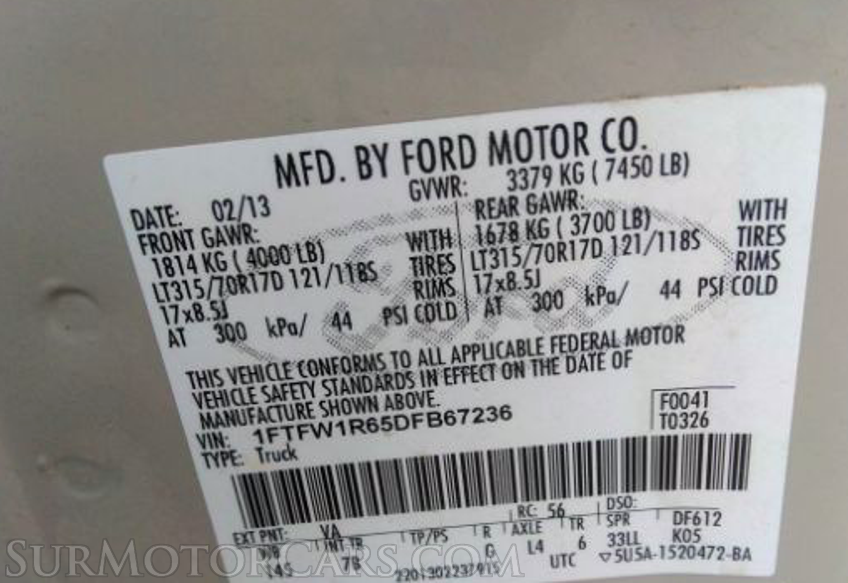 MFD. BY FORD MOTOR CO.
DATE: 02/13 GVWR: 3379 KG ( 7450 LB)
FRONT GAWR: REAR GAWR:
1814 KG ( 4000 LB) WITH 1678 KG ( 3700 LB) WITH
LT315/70R17D 121/118S TIRES LT315/70R17D 121/118S TIRES
17x8.5J RIMS 17x8.5J RIMS
AT 300 kPa/ 44 PSI COLD AT 300 kPa/ 44 PSI COLD
THIS VEHICLE CONFORMS TO ALL APPLICABLE FEDERAL MOTOR
VEHICLE SAFETY STANDARDS IN EFFECT ON THE DATE OF
MANUFACTURE SHOWN ABOVE.
VIN: 1FTFW1R65DFB67236 F0041
TYPE: Truck T0326
EXT PNT: VA RC: 56 DSO:
INT TR TP/PS R AXLE TR SPR DF612
G L4 6 33LL K05
UTC 5U5A-1520472-BA
SurMotorCars.com